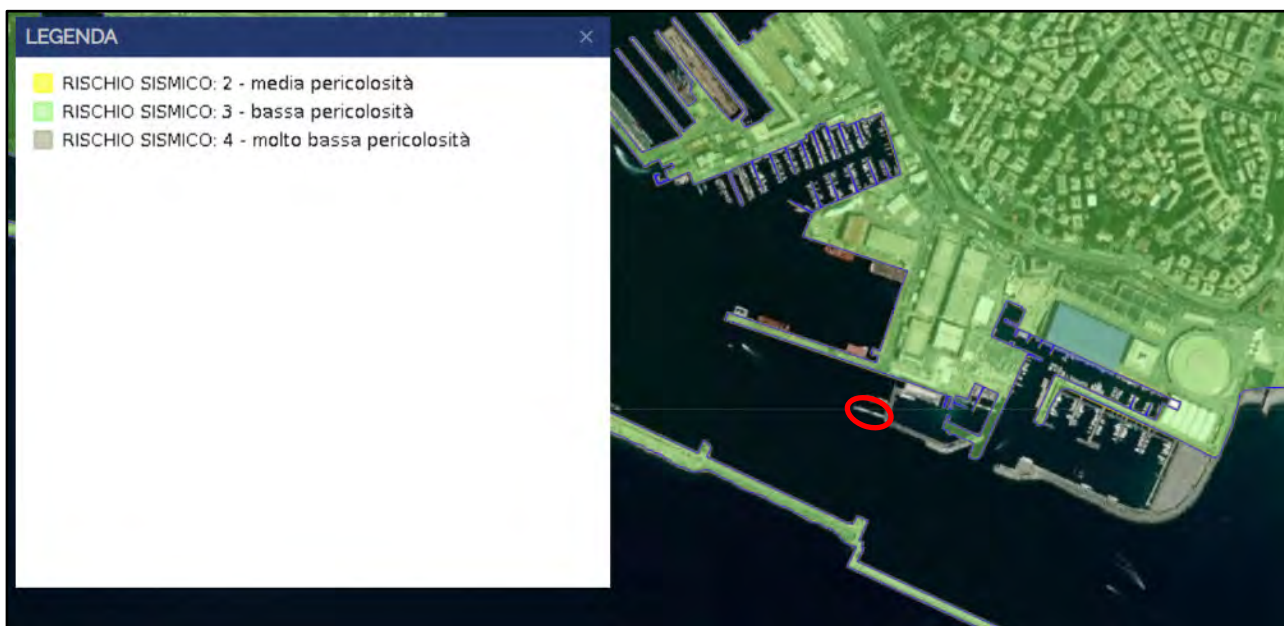 LEGENDA ×
RISCHIO SISMICO: 2 - media pericolosità
RISCHIO SISMICO: 3 - bassa pericolosità
RISCHIO SISMICO: 4 - molto bassa pericolosità